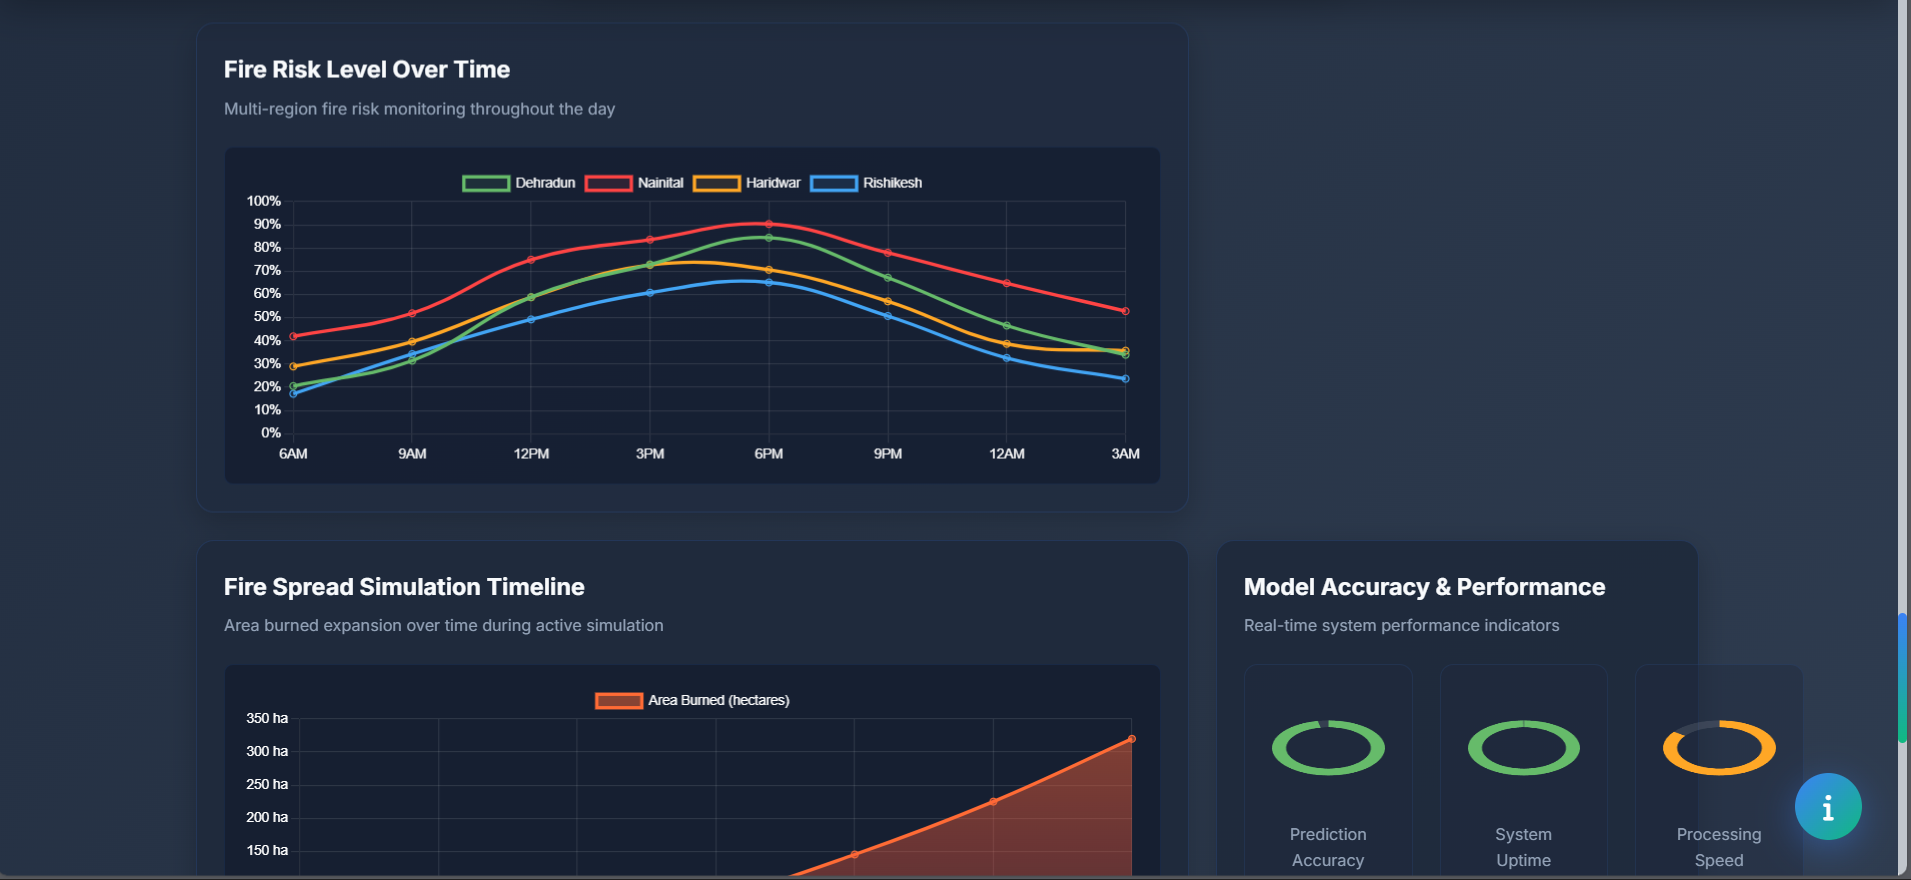 Fire Risk Level Over Time
Multi-region fire risk monitoring throughout the day
Dehradun Nainital Haridwar Rishikesh
100%
90%
80%
70%
60%
50%
40%
30%
20%
10%
0%
6AM 9AM 12PM 3PM 6PM 9PM 12AM 3AM
Fire Spread Simulation Timeline
Area burned expansion over time during active simulation
Area Burned (hectares)
350 ha
300 ha
250 ha
200 ha
150 ha
Model Accuracy & Performance
Real-time system performance indicators
Prediction
Accuracy
System
Uptime
Processing
Speed
i